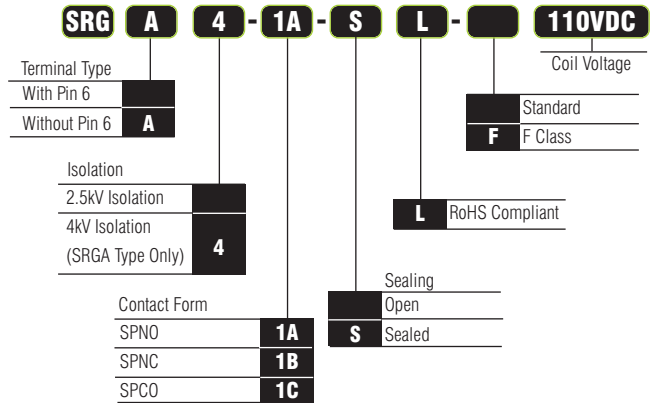 SRG A 4 - 1A - S L - 110VDC
Coil Voltage
Terminal Type
With Pin 6
Without Pin 6 A
Standard
F F Class
Isolation
2.5kV Isolation
4kV Isolation
(SRGA Type Only) 4
L RoHS Compliant
Sealing
Open
S Sealed
Contact Form
SPNO 1A
SPNC 1B
SPCO 1C